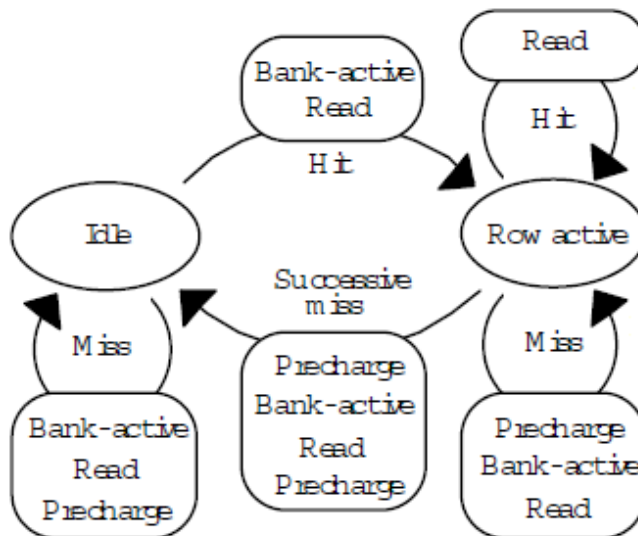 Bank-active
Read
Hit
Read
Hit
Idle
Row active
Successive
miss
Miss
Bank-active
Read
Precharge
Precharge
Bank-active
Read
Precharge
Miss
Precharge
Bank-active
Read